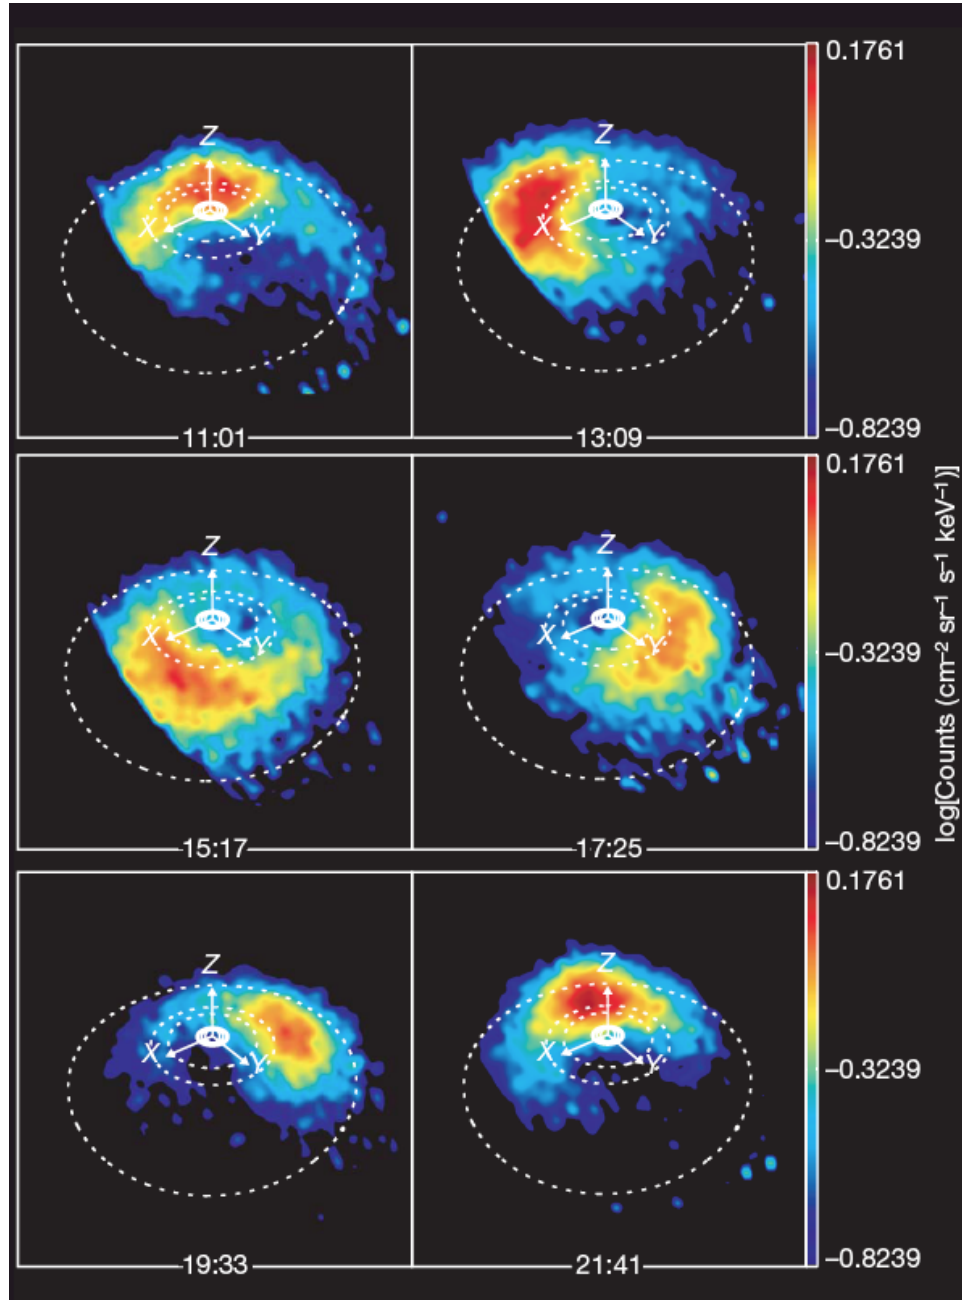 0.1761
Z
Z
X
Y
X
Y
–0.3239
–0.8239
11:01
13:09
0.1761
Z
Z
X
Y
X
Y
–0.3239
–0.8239
15:17
17:25
log[Counts (cm⁻² sr⁻¹ s⁻¹ keV⁻¹)]
0.1761
Z
Z
X
Y
X
Y
–0.3239
–0.8239
19:33
21:41